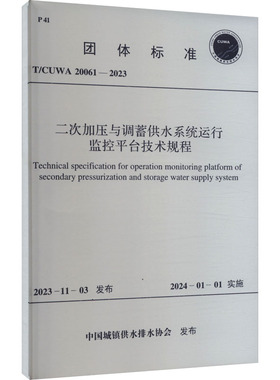 P 41
团体标准
CUWA
T/CUWA 20061—2023
二次加压与调蓄供水系统运行
监控平台技术规程
Technical specification for operation monitoring platform of
secondary pressurization and storage water supply system
2023-11-03 发布
2024-01-01 实施
中国城镇供水排水协会 发布